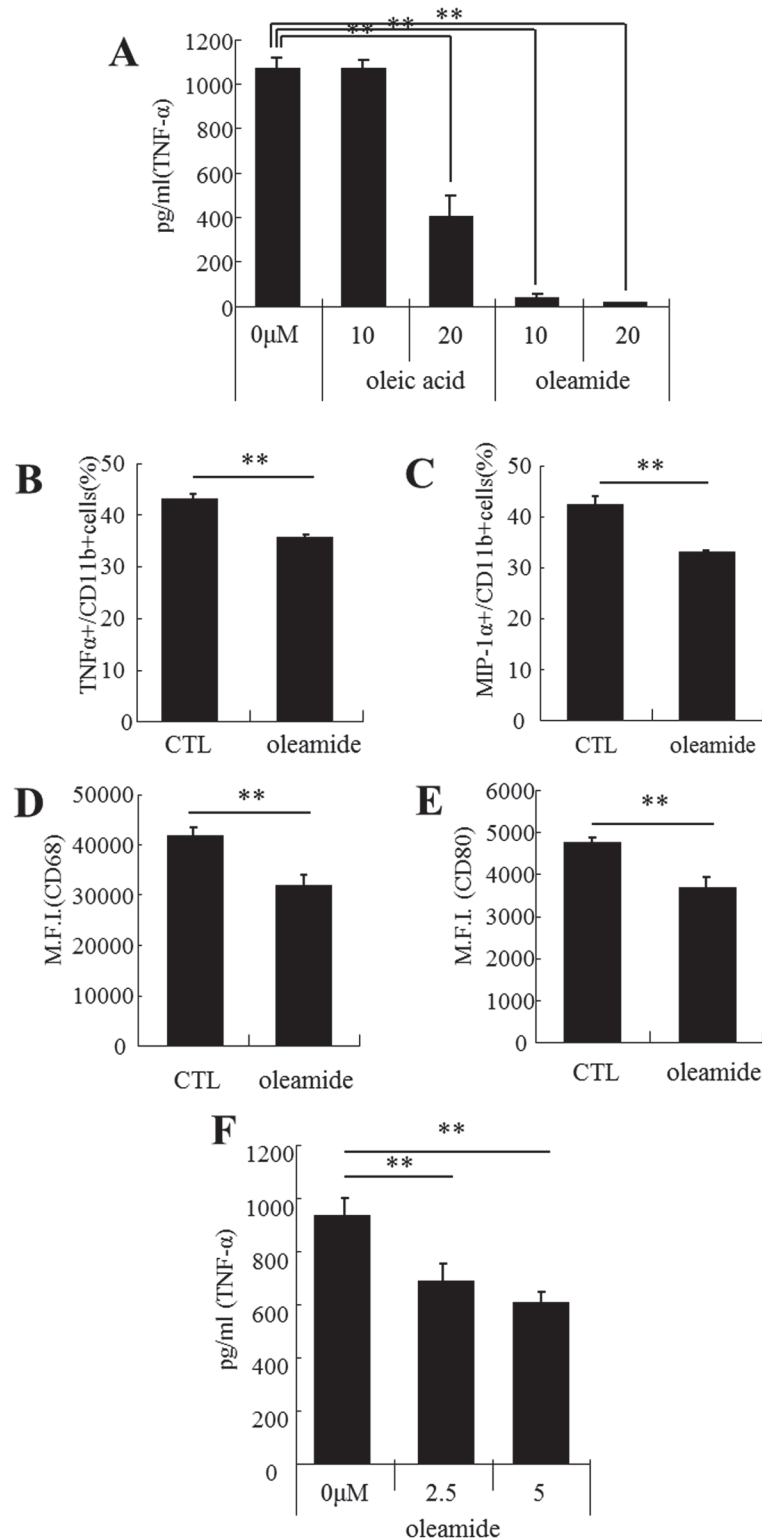 A
** ** **
pg/ml(TNF-α)
1200
1000
800
600
400
200
0
0μM 10 20 10 20
oleic acid oleamide
B
TNFα+/CD11b+cells(%)
50
40
30
20
10
0
**
CTL oleamide
C
MIP-1α+/CD11b+cells(%)
50
40
30
20
10
0
**
CTL oleamide
D
M.F.I.(CD68)
50000
40000
30000
20000
10000
0
**
CTL oleamide
E
M.F.I. (CD80)
6000
5000
4000
3000
2000
1000
0
**
CTL oleamide
F
pg/ml (TNF-α)
1200
1000
800
600
400
200
0
**
**
0μM 2.5 5
oleamide